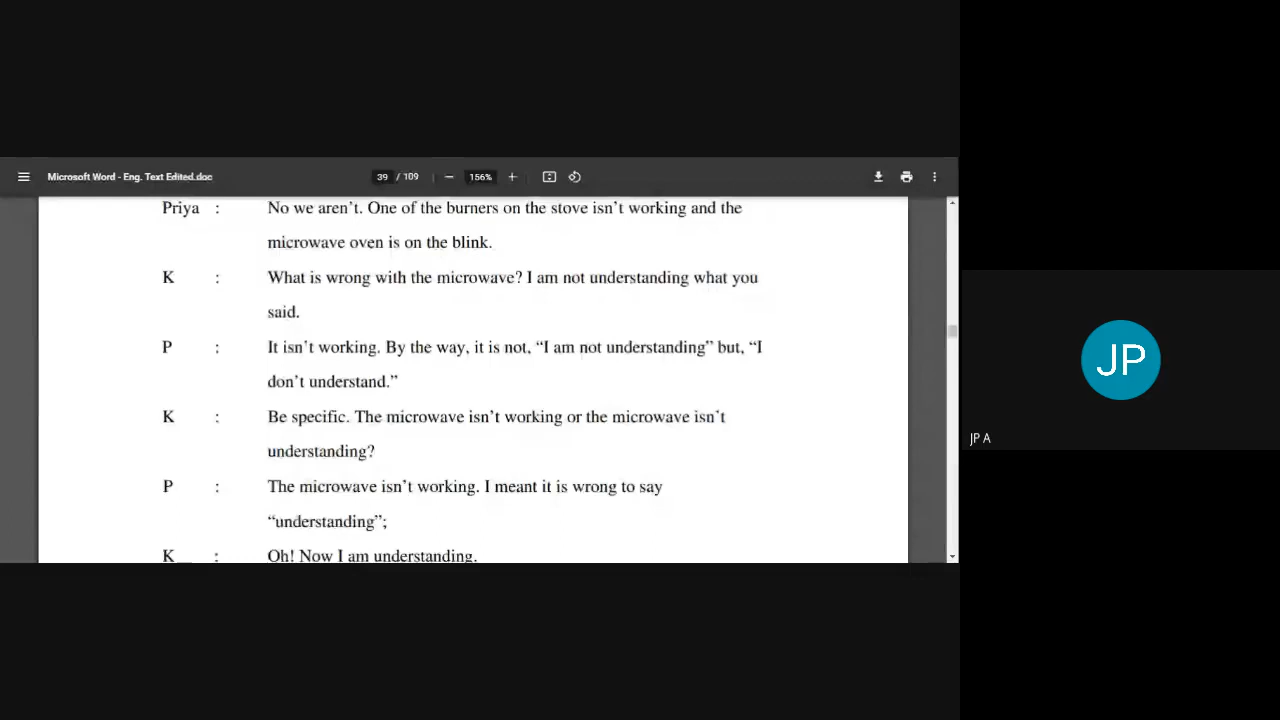 Microsoft Word - Eng. Text Edited.doc 39 / 109 156%
Priya : No we aren't. One of the burners on the stove isn't working and the
microwave oven is on the blink.
K : What is wrong with the microwave? I am not understanding what you
said.
P : It isn't working. By the way, it is not, “I am not understanding” but, “I
don't understand.”
K : Be specific. The microwave isn't working or the microwave isn't
understanding?
P : The microwave isn't working. I meant it is wrong to say
“understanding”;
K__ : Oh! Now I am understanding.
JP
JP A